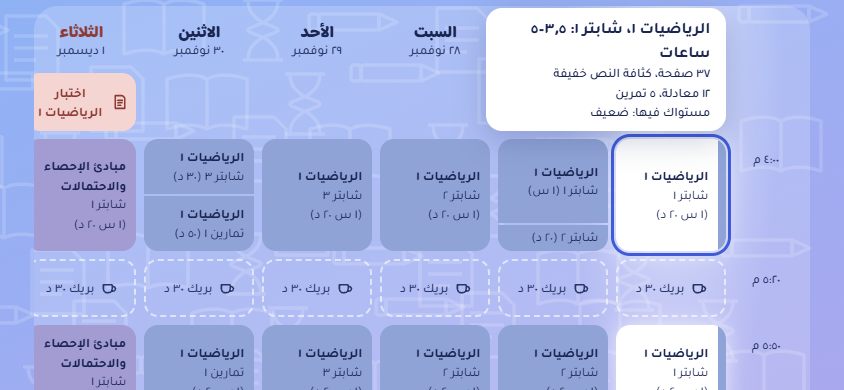 الرياضيات ١، شابتر ١: ٣,٥-٥
ساعات
٣٧ صفحة، كثافة النص خفيفة
١٢ معادلة، ٥ تمرين
مستواك فيها: ضعيف
السبت
٢٨ نوفمبر
الأحد
٢٩ نوفمبر
الاثنين
٣٠ نوفمبر
الثلاثاء
١ ديسمبر
اختبار
الرياضيات ١
٤:٠٠ م
الرياضيات ١
شابتر ١
(١ س ٢٠ د)
الرياضيات ١
شابتر ١ (١ س)
شابتر ٢ (٢٠ د)
الرياضيات ١
شابتر ٢
(١ س ٢٠ د)
الرياضيات ١
شابتر ٣
(١ س ٢٠ د)
الرياضيات ١
شابتر ٣ (٣٠ د)
الرياضيات ١
تمارين ١ (٥٠ د)
مبادئ الإحصاء
والاحتمالات
شابتر ١
(١ س ٢٠ د)
٥:٢٠ م
بريك ٣٠ د
بريك ٣٠ د
بريك ٣٠ د
بريك ٣٠ د
بريك ٣٠ د
بريك ٣٠ د
٥:٥٠ م
الرياضيات ١
شابتر ١
الرياضيات ١
شابتر ٢
الرياضيات ١
شابتر ٢
الرياضيات ١
شابتر ٣
الرياضيات ١
تمارين ١
مبادئ الإحصاء
والاحتمالات
شابتر ١